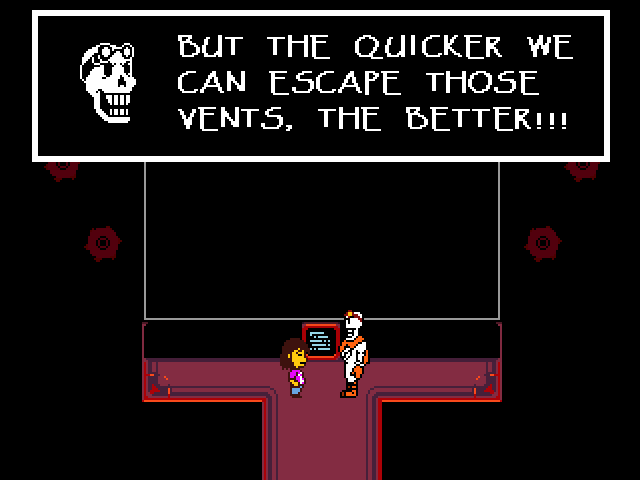 BUT THE QUICKER WE
CAN ESCAPE THOSE
VENTS, THE BETTER!!!